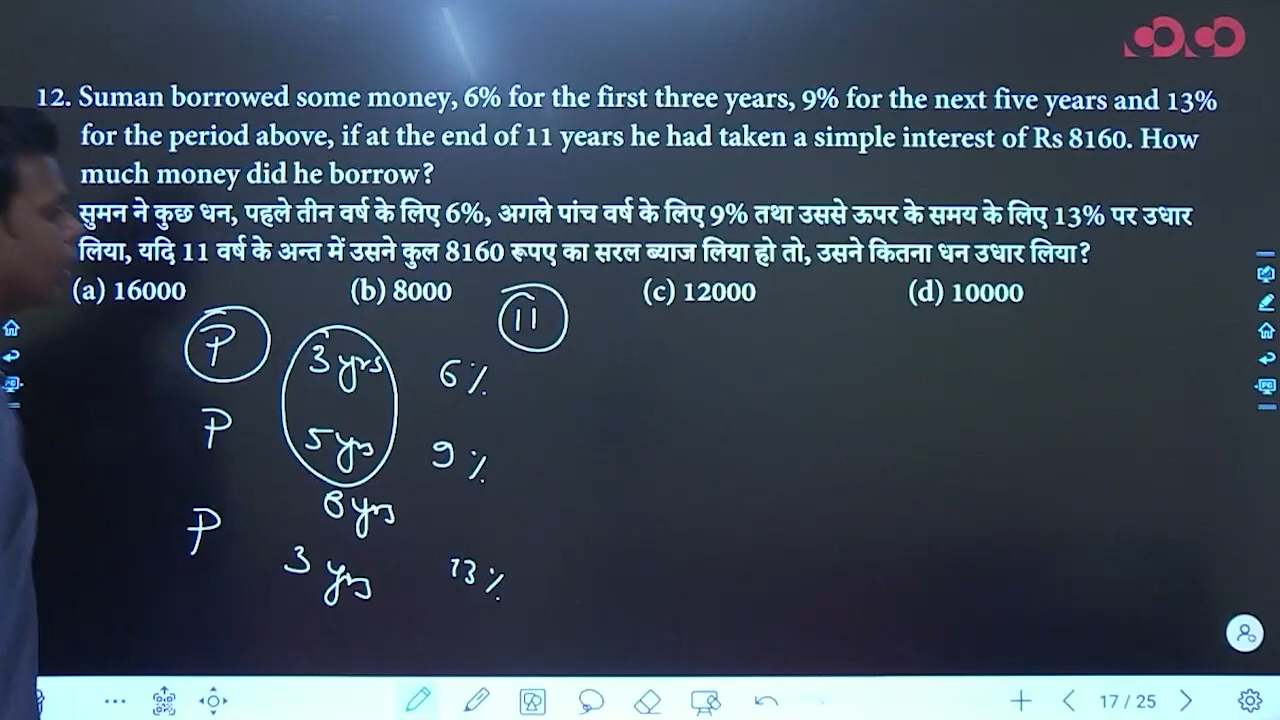 12. Suman borrowed some money, 6% for the first three years, 9% for the next five years and 13%
for the period above, if at the end of 11 years he had taken a simple interest of Rs 8160. How
much money did he borrow?
सुमन ने कुछ धन, पहले तीन वर्ष के लिए 6%, अगले पांच वर्ष के लिए 9% तथा उससे ऊपर के समय के लिए 13% पर उधार
लिया, यदि 11 वर्ष के अन्त में उसने कुल 8160 रूपए का सरल ब्याज लिया हो तो, उसने कितना धन उधार लिया?
(a) 16000 (b) 8000 (c) 12000 (d) 10000
11
P 3 yrs 6%
P 5 yrs 9%
8 yrs
P 3 yrs 13%
17 / 25